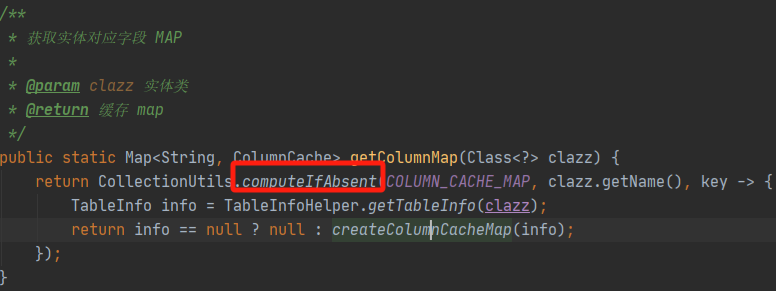 /**
 * 获取实体对应字段 MAP
 *
 * @param clazz 实体类
 * @return 缓存 map
 */
public static Map<String, ColumnCache> getColumnMap(Class<?> clazz) {
    return CollectionUtils.computeIfAbsent(COLUMN_CACHE_MAP, clazz.getName(), key -> {
        TableInfo info = TableInfoHelper.getTableInfo(clazz);
        return info == null ? null : createColumnCacheMap(info);
    });
}